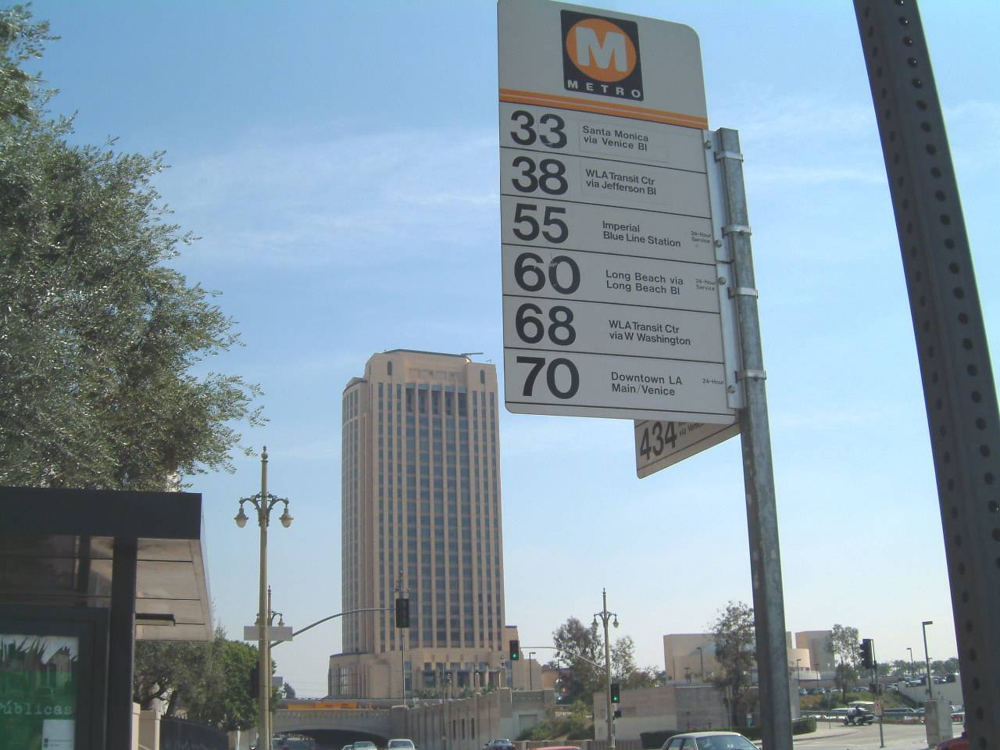 M
METRO
33 Santa Monica
via Venice Bl
38 WLA Transit Ctr
via Jefferson Bl
55 Imperial
Blue Line Station
24-Hour
Service
60 Long Beach via
Long Beach Bl
24-Hour
Service
68 WLA Transit Ctr
via W Washington
70 Downtown LA
Main/Venice
24-Hour
434
via
Públicas